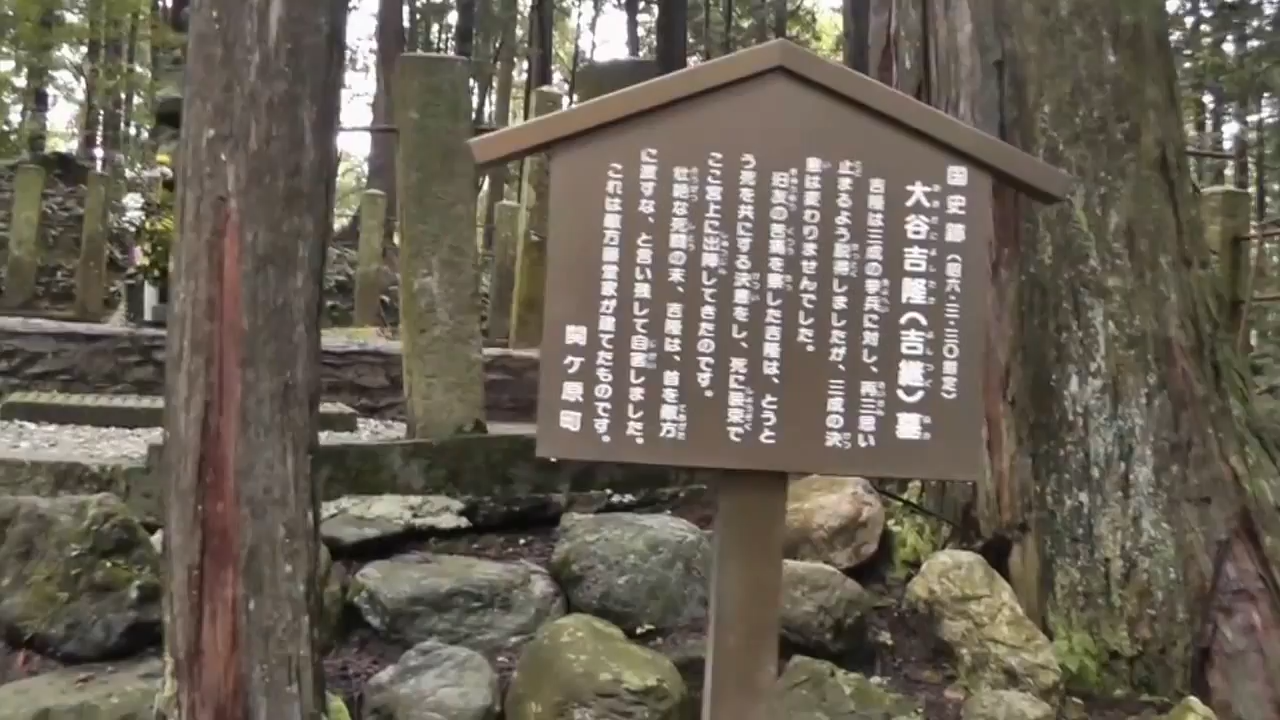 国史跡(昭六・三・三〇指定)
大谷吉隆(吉継)墓
吉隆は三成の挙兵に対し、再三思い
止まるよう説得しましたが、三成の決
意は変わりませんでした。
旧友の苦衷を察した吉隆は、とうと
う死を共にする決意をし、死に装束で
ここ宮上に出陣してきたのです。
壮絶な死闘の末、吉隆は、首を敵方
に渡すな、と言い残して自害しました。
これは敵方藤堂家が建てたものです。
関ケ原町